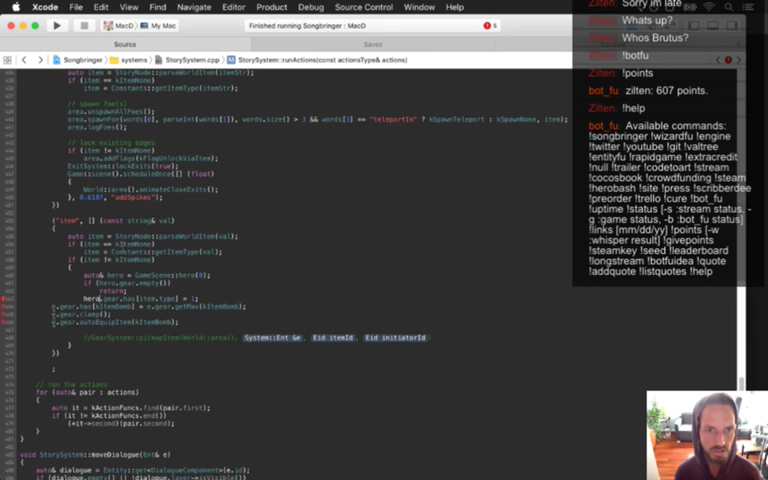 Xcode File Edit View Find Navigate Editor Product Debug Source Control Window Help
MacD My Mac
Finished running Songbringer : MacD
5
Source
Saves
Songbringer systems StorySystem.cpp StorySystem::runActions(const actionsType& actions)
auto item = StoryNode::parseWorldItem(itemStr);
if (item == kItemNone)
item = Constants::getItemType(itemStr);
// spawn foe(s)
area.unspawnAllFoes();
area.spawnFoe(words[0], parseInt(words[1]), words.size() > 3 && words[3] == "teleportIn" ? kSpawnTeleport : kSpawnNone, item);
area.logFoes();
// lock existing edges
if (item != kItemNone)
area.addFlags(kFlagUnlockViaItem);
ExitSystem::lockExits(true);
Game::scene().scheduleOnce([] (float)
{
World::area().animateCloseExits();
}, 0.618f, "addSpikes");
})
{"item", [] (const string& val)
{
auto item = StoryNode::parseWorldItem(val);
if (item == kItemNone)
item = Constants::getItemType(val);
if (item != kItemNone)
{
auto& hero = GameScenes::hero(0);
if (hero.gear.empty())
return;
hero.gear.has[item.type] = 1;
e.gear.has[kItemBomb] = e.gear.getMax(kItemBomb);
e.gear.clamp();
e.gear.autoEquipItem(kItemBomb);
//GearSystem::pickupItem(World::area(), System::Ent &e, Eid itemId, Eid initiatorId)
}
})
;
// run the actions
for (auto& pair : actions)
{
auto it = kActionFuncs.find(pair.first);
if (it != kActionFuncs.end())
(*it->second)(pair.second);
}
}
void StorySystem::moveDialogue(Ent& e)
{
auto& dialogue = Entity::get<DialogueComponent>(e.id);
Zilten: Sorry im late
Zilten: Whats up?
Zilten: Whos Brutus?
Zilten: !botfu
Zilten: !points
bot_fu: zilten: 607 points.
Zilten: !help
bot_fu: Available commands:
!songbringer !wizardfu !engine
!twitter !youtube !git !valtree
!entityfu !rapidgame !extracredit
!null !trailer !codetoart !stream
!cocosbook !crowdfunding !steam
!herobash !site !press !scribberdee
!preorder !trello !cure !bot_fu
!uptime !status [-s :stream status, -
g :game status, -b :bot_fu status]
!links [mm/dd/yy] !points [-w
:whisper result] !givepoints
!steamkey !seed !leaderboard
!longstream !botfuidea !quote
!addquote !listquotes !help